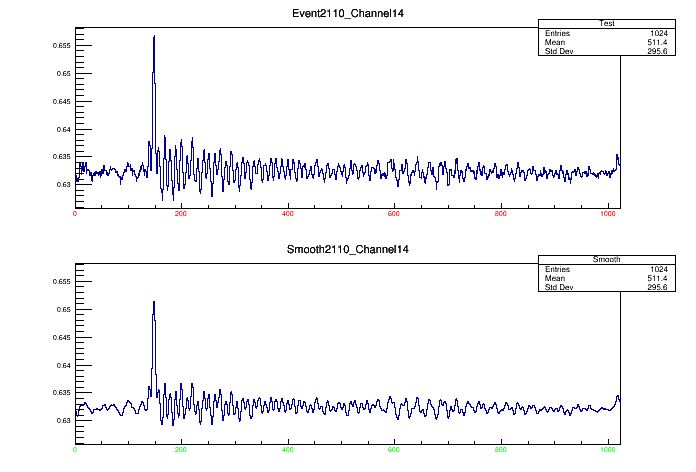 Event2110_Channel14
Test
Entries 1024
Mean 511.4
Std Dev 295.6
0.655
0.65
0.645
0.64
0.635
0.63
0 200 400 600 800 1000
Smooth2110_Channel14
Smooth
Entries 1024
Mean 511.4
Std Dev 295.6
0.655
0.65
0.645
0.64
0.635
0.63
0 200 400 600 800 1000